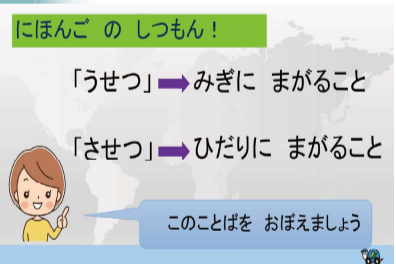 にほんご の しつもん！
「うせつ」➡みぎに まがること
「させつ」➡ひだりに まがること
このことばを おぼえましょう